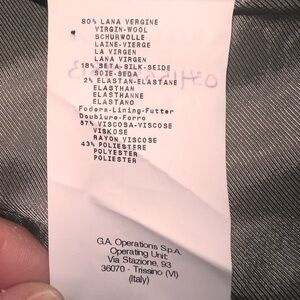 80% LANA VERGINE
VIRGIN-WOOL
SCHURWOLLE
LAINE-VIERGE
LA VIRGEN
LANA VIRGEN
18% SETA-SILK-SEIDE
SOIE-SEDA
2% ELASTAN-ELASTANE
ELASTHAN
ELASTHANNE
ELASTANO
Fodera-Lining-Futter
Doublure-Forro
57% VISCOSA-VISCOSE
VISKOSE
RAYON VISCOSE
43% POLIESTERE
POLYESTER
POLIESTER
G.A. Operations S.p.A.
Operating Unit:
Via Stazione, 93
36070 - Trissino (VI)
(Italy)